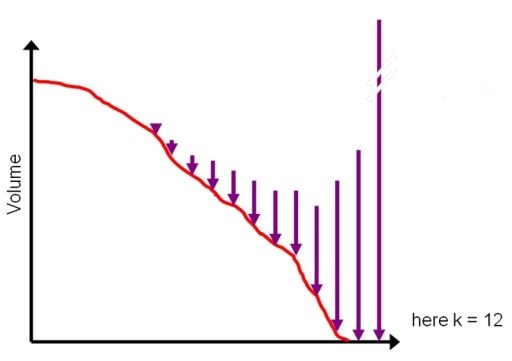 Volume
here k = 12